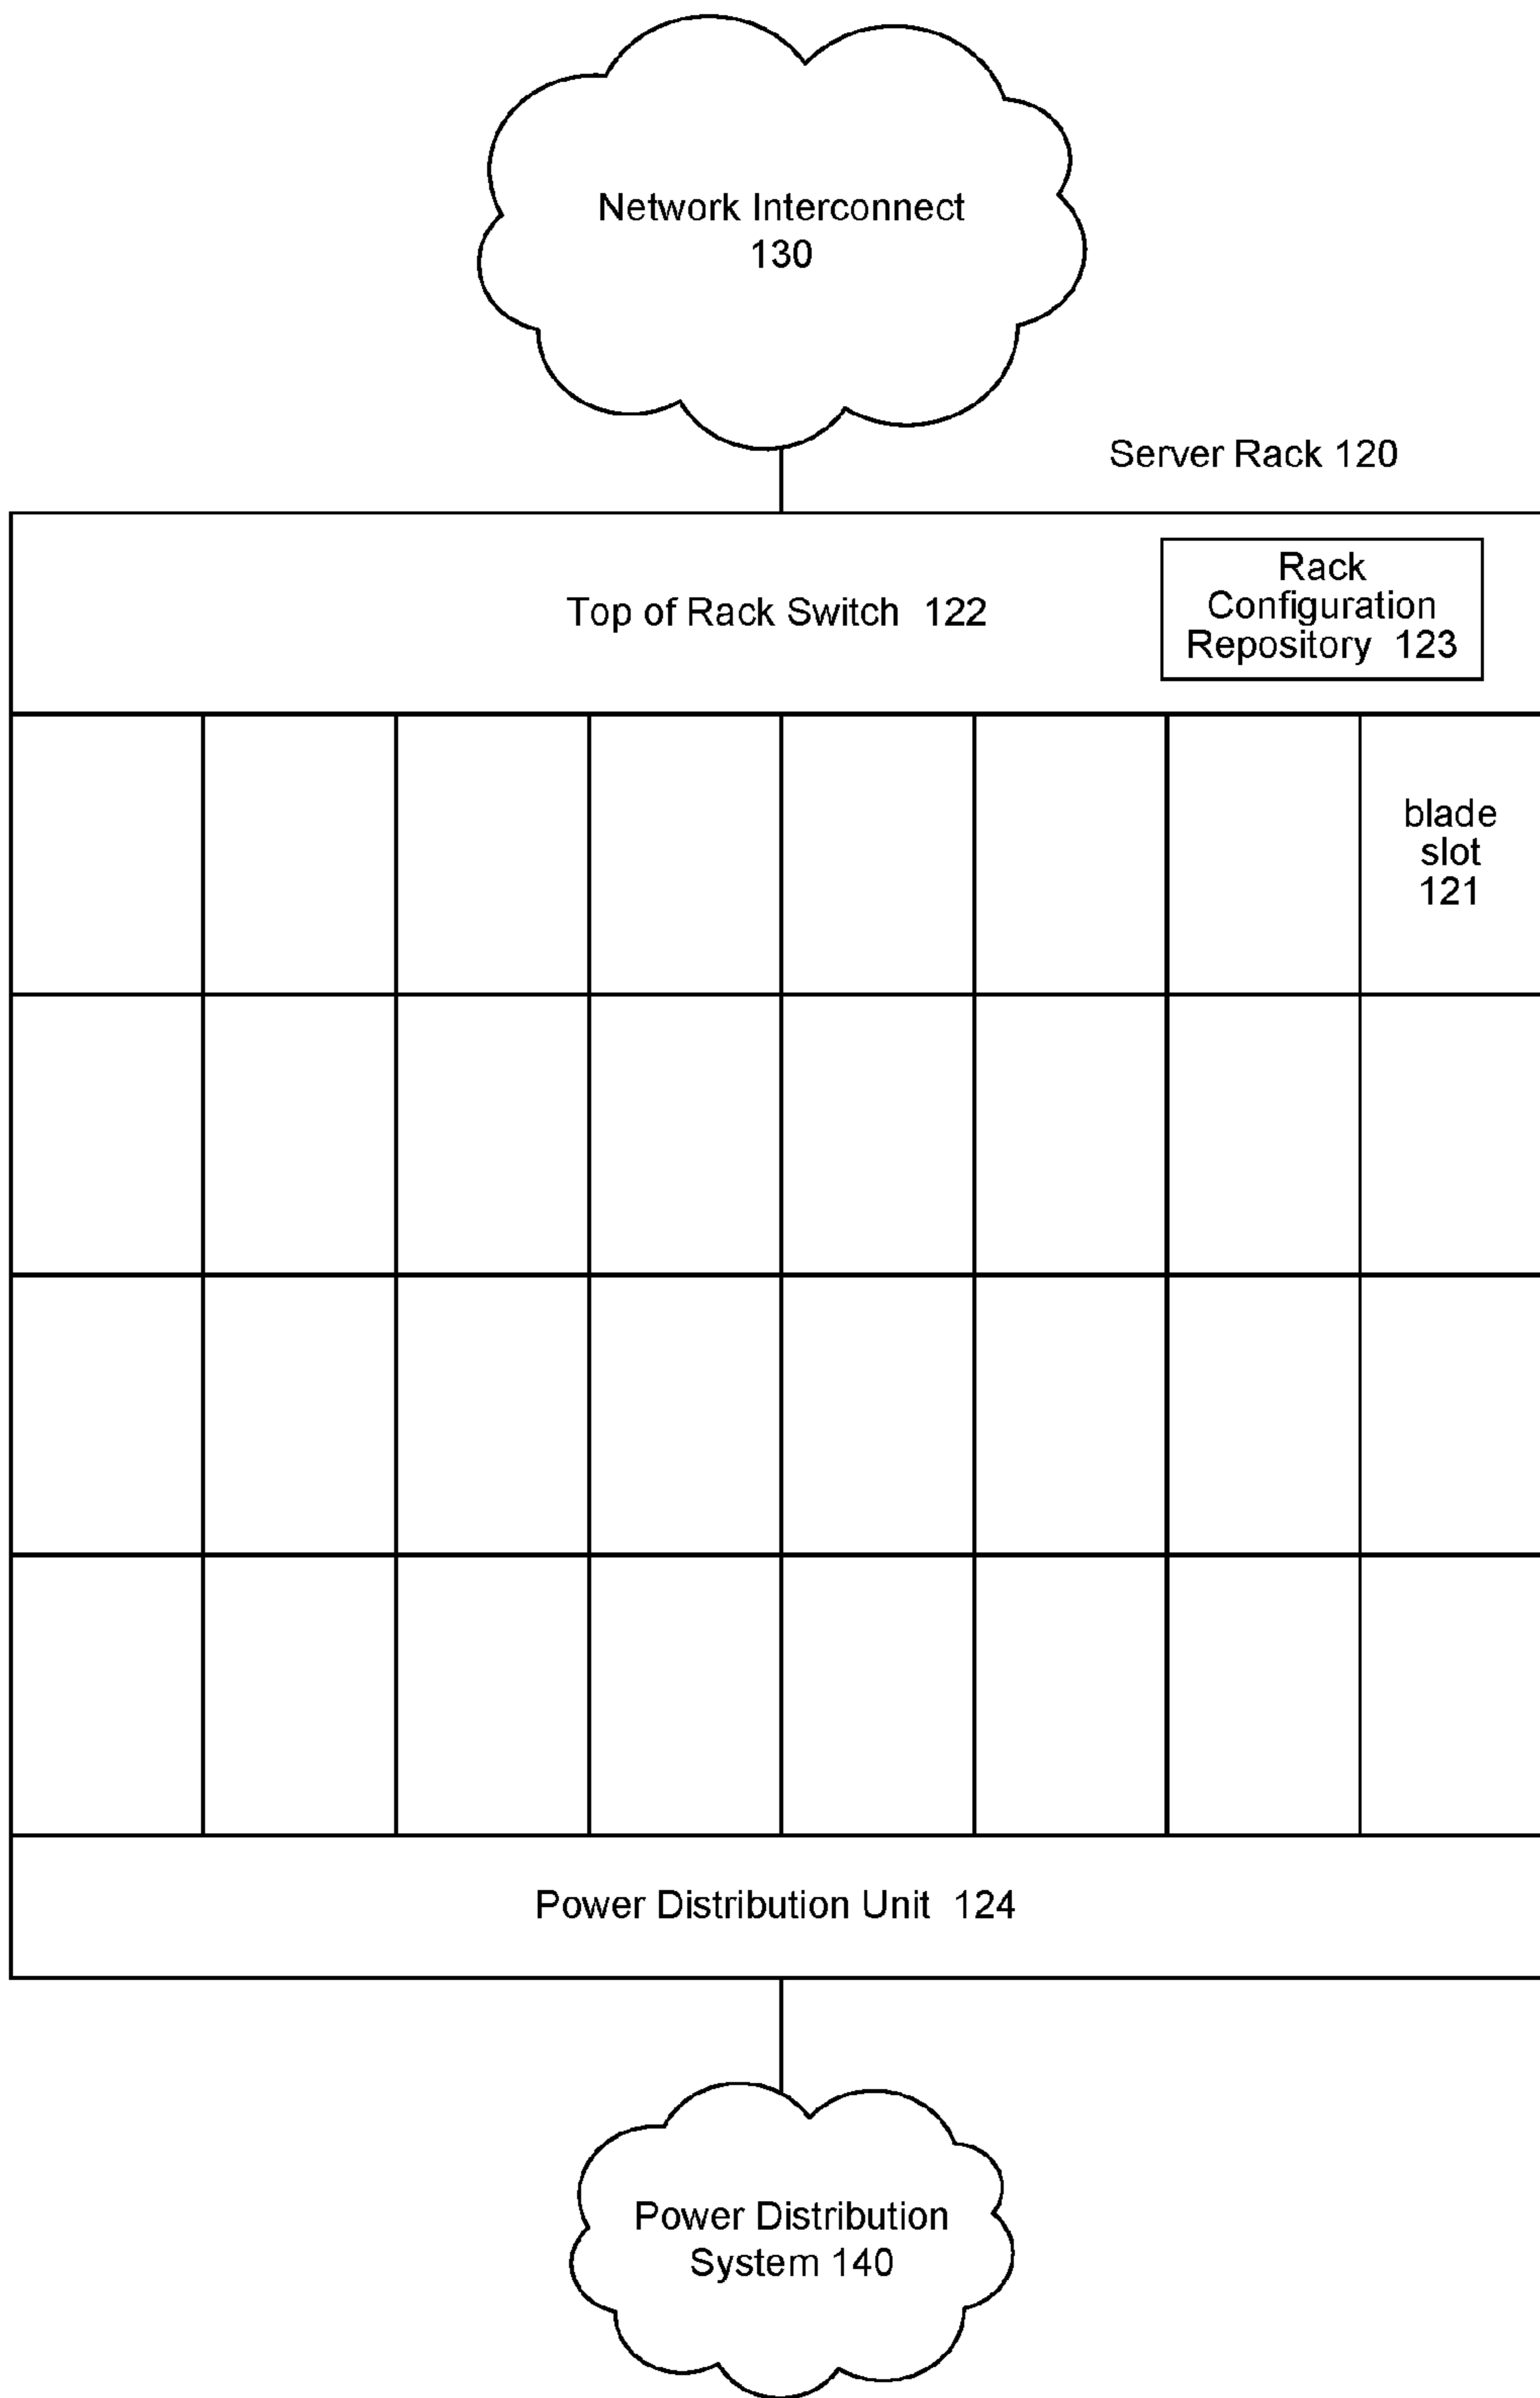 Network Interconnect
130
Server Rack 120
Top of Rack Switch 122
Rack
Configuration
Repository 123
blade
slot
121
Power Distribution Unit 124
Power Distribution
System 140